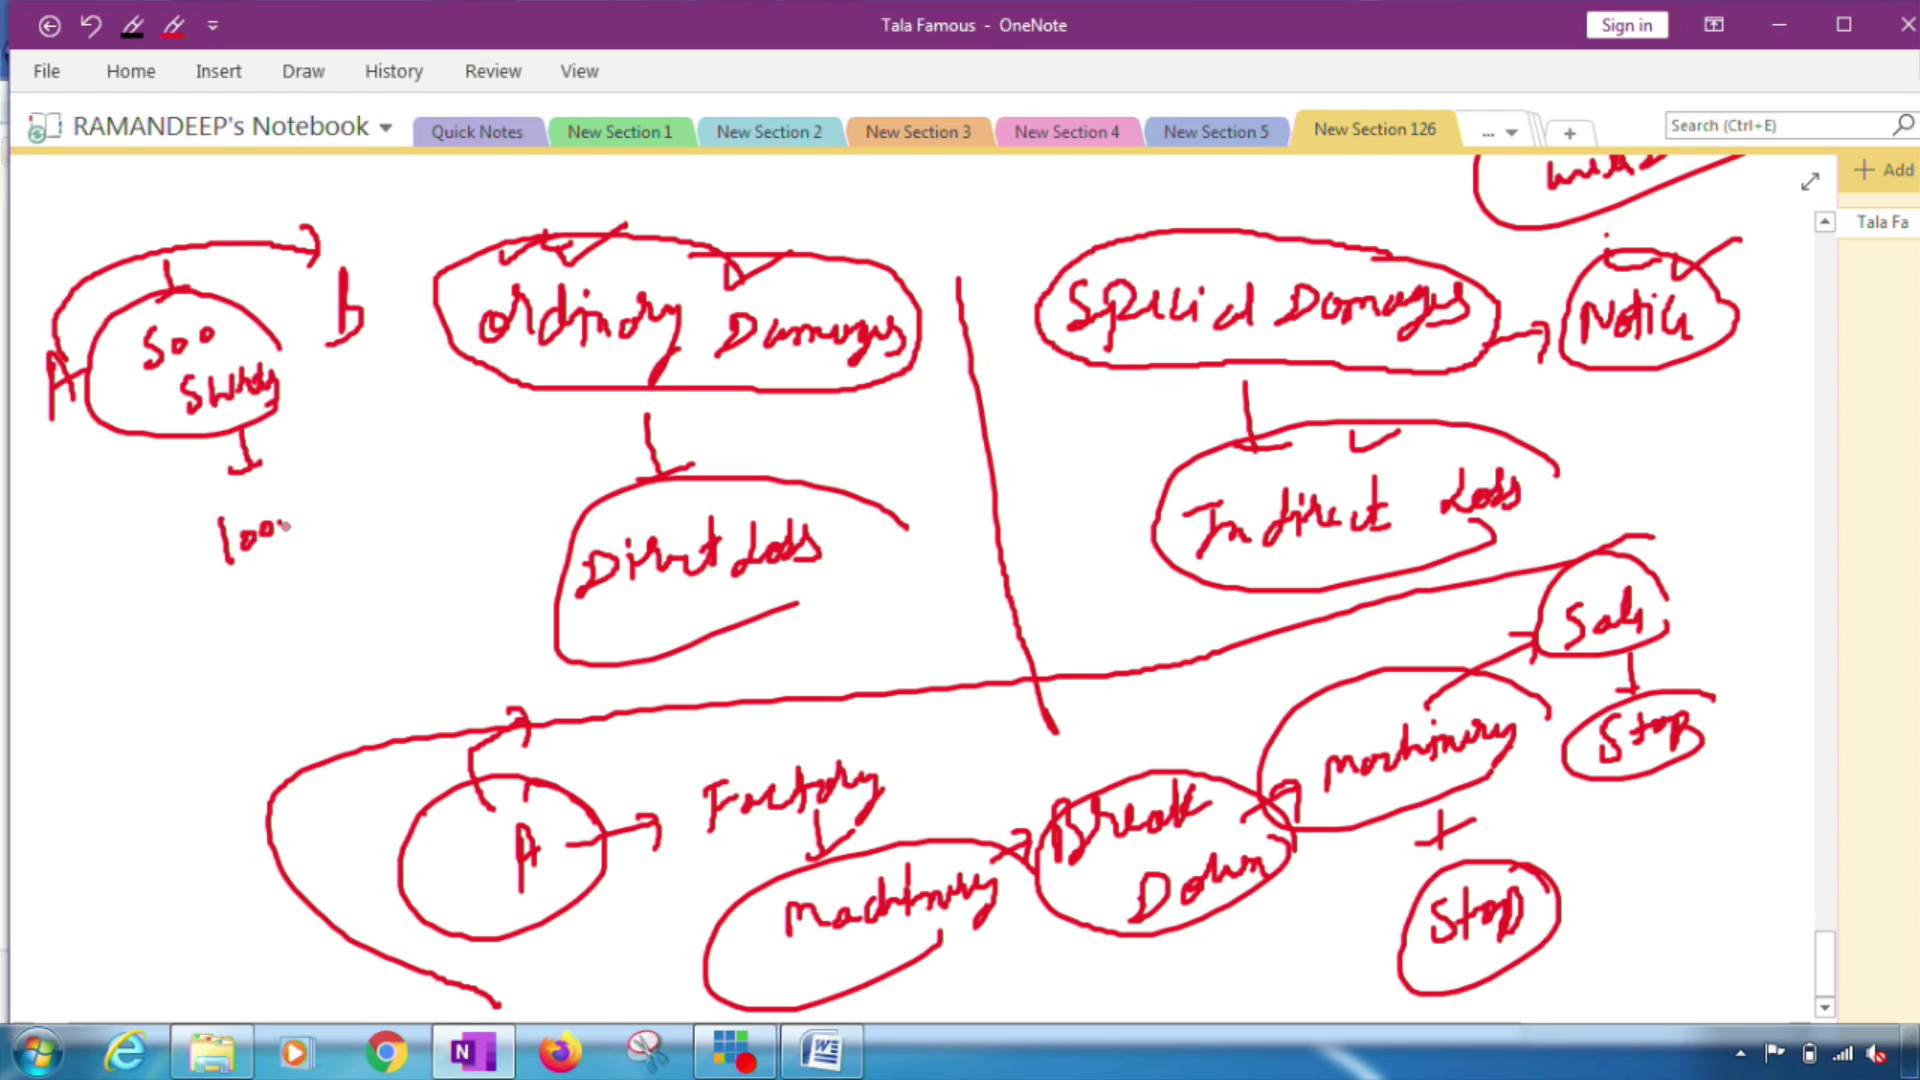 Tala Famous - OneNote
Sign in
File Home Insert Draw History Review View
RAMANDEEP's Notebook
Quick Notes New Section 1 New Section 2 New Section 3 New Section 4 New Section 5 New Section 126 ... +
Search (Ctrl+E)
Add
Tala Fa
A
500
b
ordinary Damages
Special Damages
Notice
100
Direct Loss
Indirect Loss
Sale
Stop
A
Factory
Machinery
Break Down
Machinery
Stop
N
W